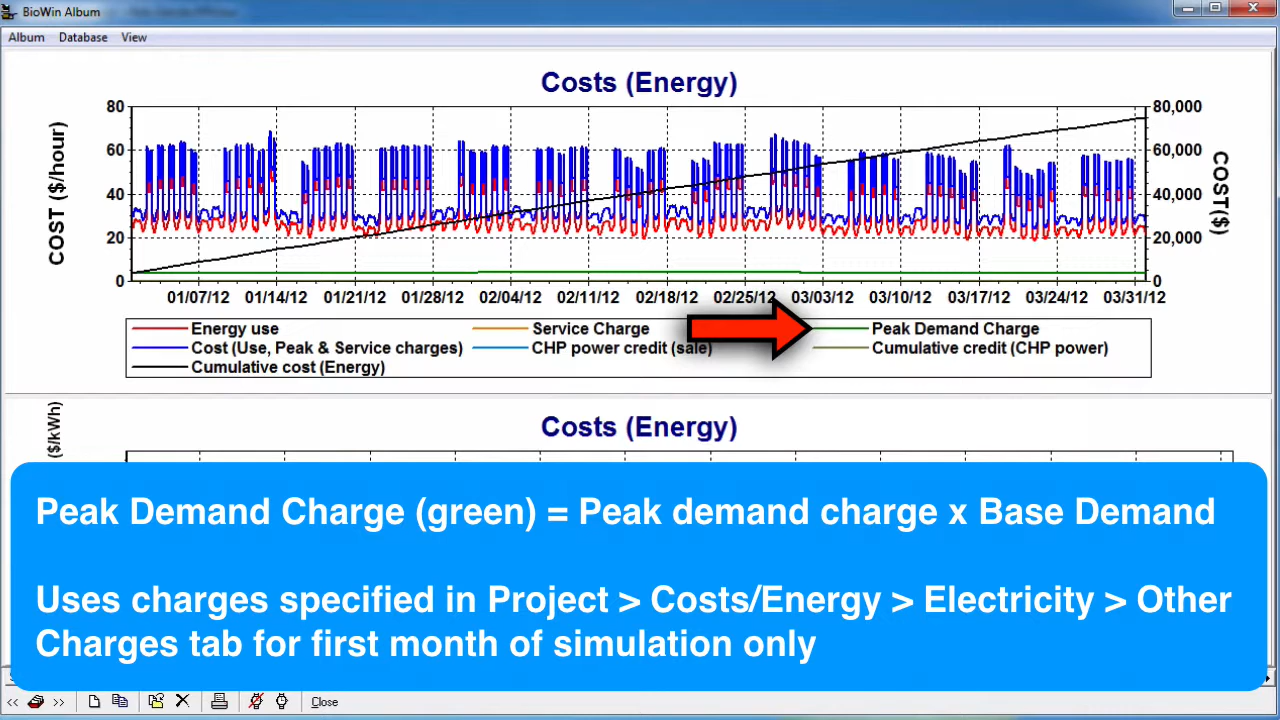 BioWin Album
Album Database View
Costs (Energy)
80 80,000
60 60,000
40 40,000
20 20,000
0 0
COST ($/hour)
COST($)
01/07/12 01/14/12 01/21/12 01/28/12 02/04/12 02/11/12 02/18/12 02/25/12 03/03/12 03/10/12 03/17/12 03/24/12 03/31/12
Energy use Service Charge Peak Demand Charge
Cost (Use, Peak & Service charges) CHP power credit (sale) Cumulative credit (CHP power)
Cumulative cost (Energy)
Costs (Energy)
($/kWh)
Peak Demand Charge (green) = Peak demand charge x Base Demand
Uses charges specified in Project > Costs/Energy > Electricity > Other
Charges tab for first month of simulation only
<< >> Close